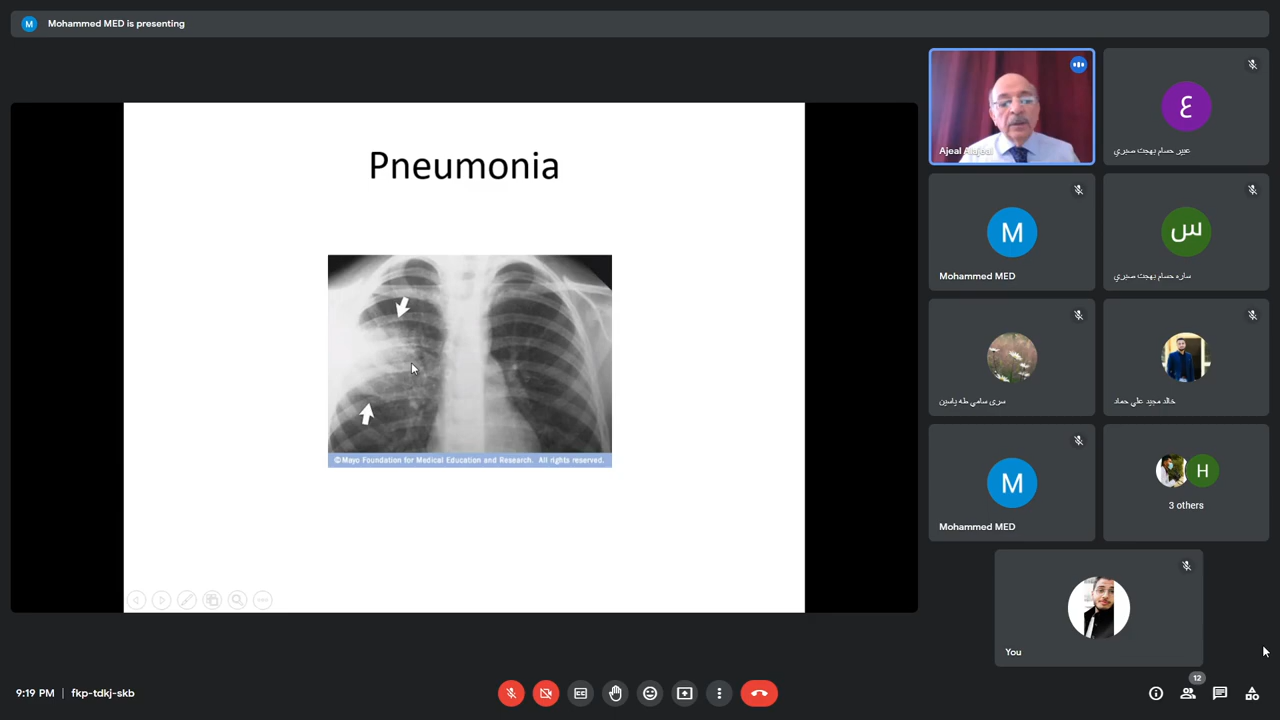 M
Mohammed MED is presenting
Pneumonia
©Mayo Foundation for Medical Education and Research. All rights reserved.
ع
عبير حسام بهجت صبري
M
Mohammed MED
س
ساره حسام بهجت صبري
سرى سامي طه ياسين
خالد مجيد علي حماد
M
Mohammed MED
H
3 others
You
9:19 PM | fkp-tdkj-skb
CC
12